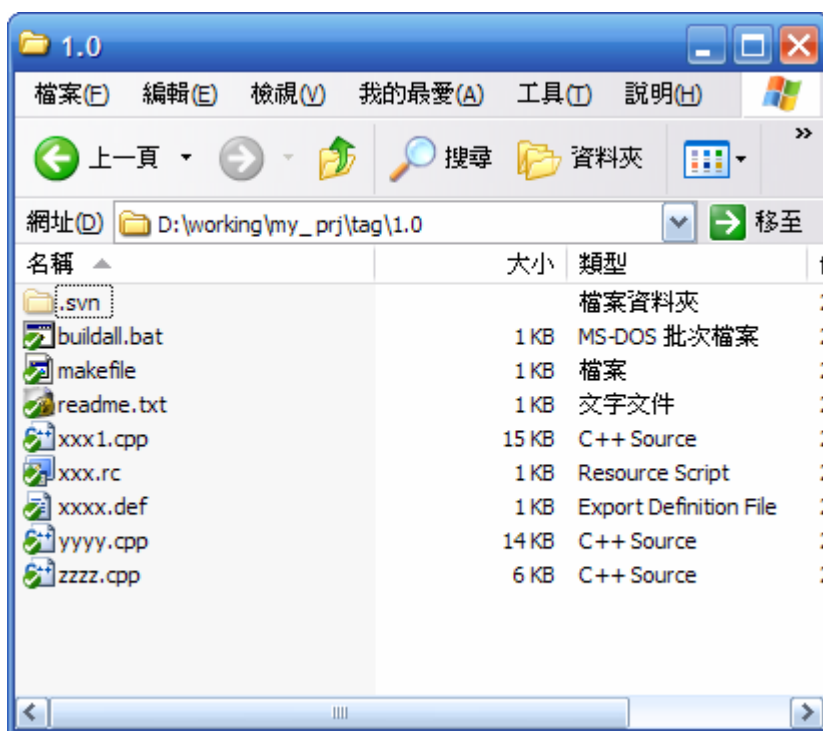 1.0
檔案(F) 編輯(E) 檢視(V) 我的最愛(A) 工具(T) 說明(H)
上一頁 搜尋 資料夾 »
網址(D) D:\working\my_prj\tag\1.0 移至
名稱 大小 類型
.svn 檔案資料夾
buildall.bat 1 KB MS-DOS 批次檔案
makefile 1 KB 檔案
readme.txt 1 KB 文字文件
xxx1.cpp 15 KB C++ Source
xxx.rc 1 KB Resource Script
xxxx.def 1 KB Export Definition File
yyyy.cpp 14 KB C++ Source
zzzz.cpp 6 KB C++ Source